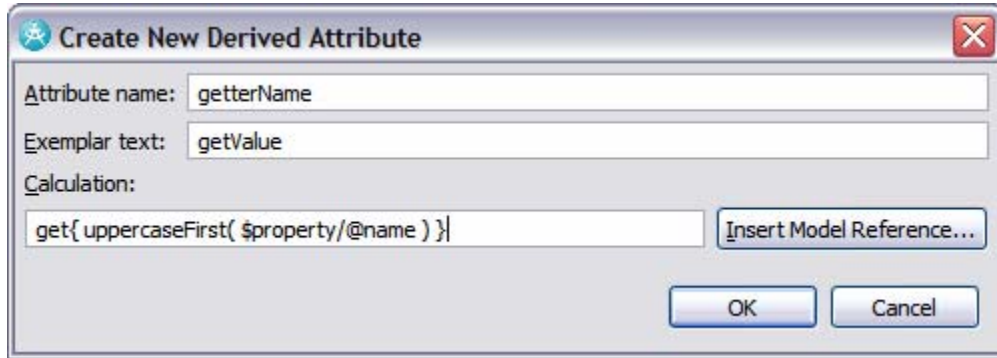 Create New Derived Attribute
Attribute name: getterName
Exemplar text: getValue
Calculation:
get{ uppercaseFirst( $property/@name ) } Insert Model Reference...
OK Cancel